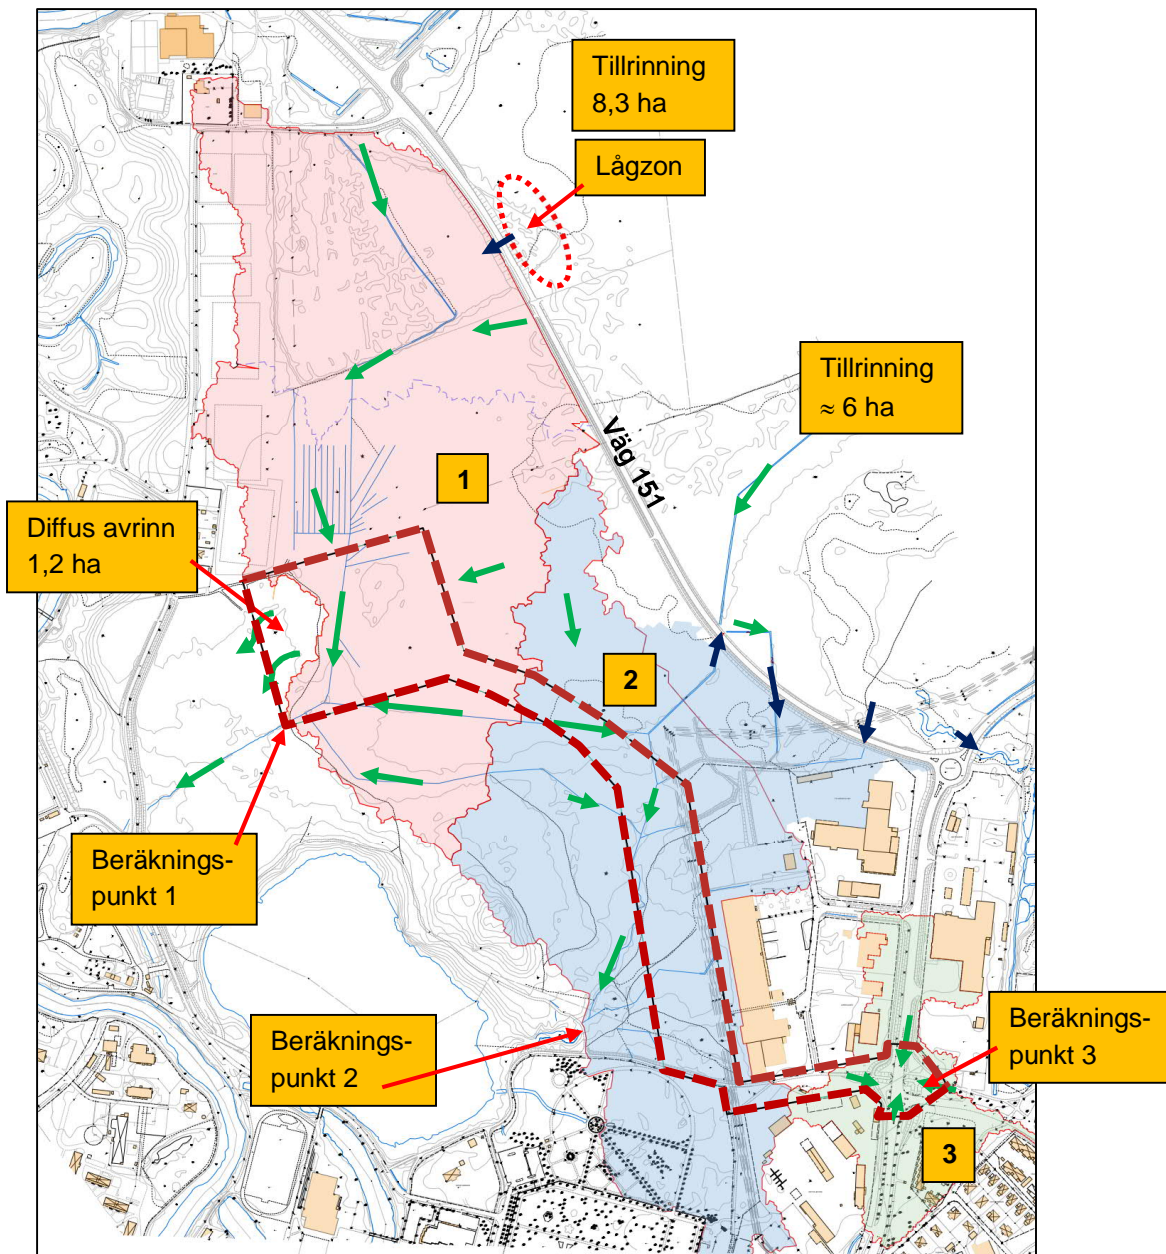 Tillrinning
8,3 ha
Lågzon
Tillrinning
≈ 6 ha
Väg 151
1
Diffus avrinn
1,2 ha
2
Beräknings-
punkt 1
Beräknings-
punkt 2
Beräknings-
punkt 3
3